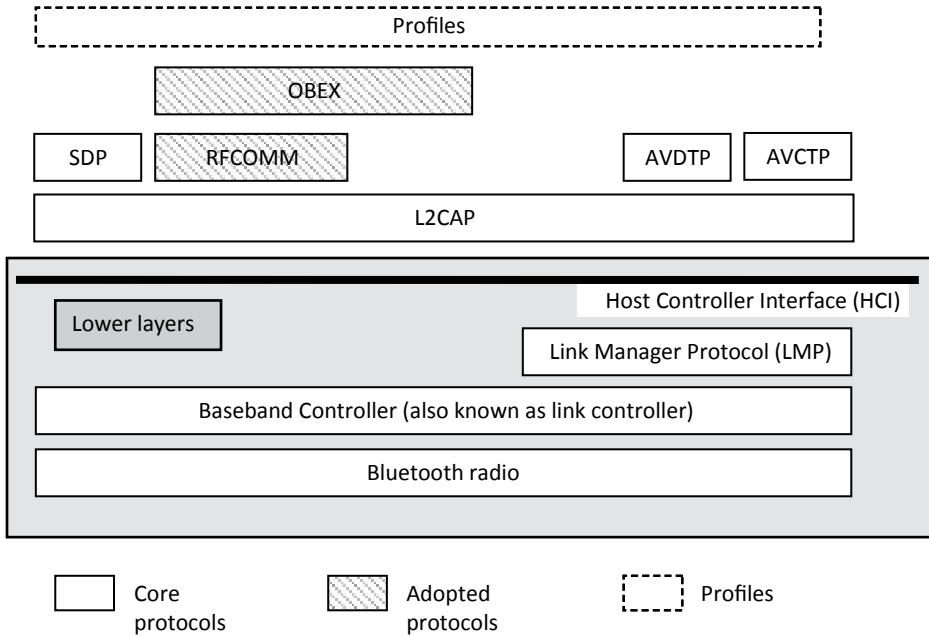 Profiles
OBEX
SDP
RFCOMM
AVDTP
AVCTP
L2CAP
Host Controller Interface (HCI)
Lower layers
Link Manager Protocol (LMP)
Baseband Controller (also known as link controller)
Bluetooth radio
Core
protocols
Adopted
protocols
Profiles